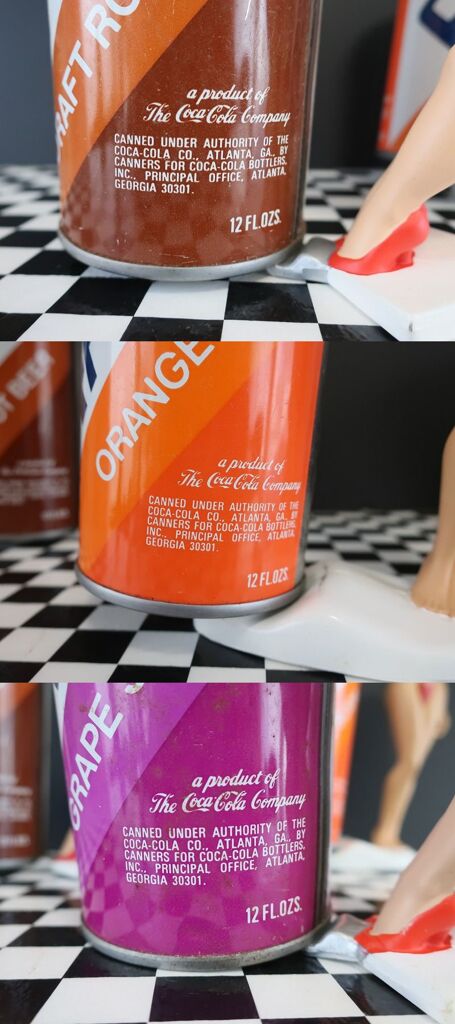 RAFT RO
a product of
The Coca-Cola Company
CANNED UNDER AUTHORITY OF THE
COCA-COLA CO., ATLANTA, GA., BY
CANNERS FOR COCA-COLA BOTTLERS,
INC., PRINCIPAL OFFICE, ATLANTA,
GEORGIA 30301.
12 FL.OZS.
OT BEER
ORANGE
a product of
The Coca-Cola Company
CANNED UNDER AUTHORITY OF THE
COCA-COLA CO., ATLANTA, GA., BY
CANNERS FOR COCA-COLA BOTTLERS,
INC., PRINCIPAL OFFICE, ATLANTA,
GEORGIA 30301.
12 FL.OZS.
GRAPE
a product of
The Coca-Cola Company
CANNED UNDER AUTHORITY OF THE
COCA-COLA CO., ATLANTA, GA., BY
CANNERS FOR COCA-COLA BOTTLERS,
INC., PRINCIPAL OFFICE, ATLANTA,
GEORGIA 30301.
12 FL.OZS.